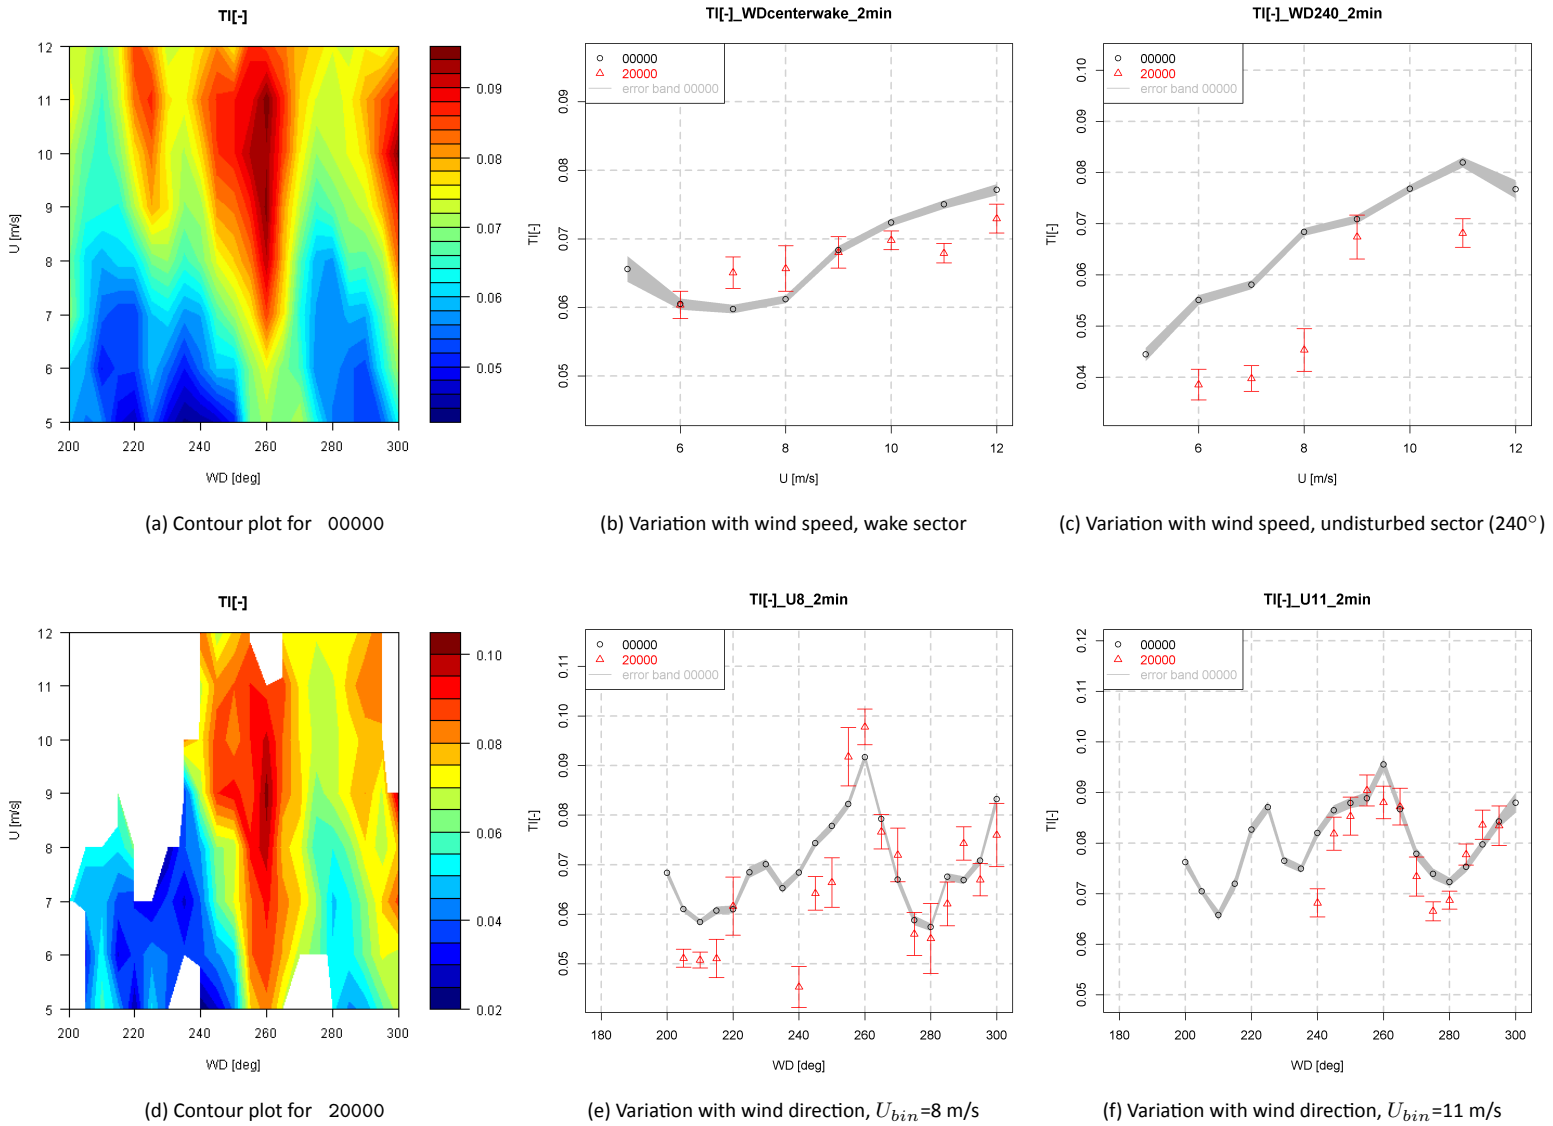 TI[-]
12
11
10
9
8
7
6
5
200 220 240 260 280 300
WD [deg]
U [m/s]
0.09
0.08
0.07
0.06
0.05
(a) Contour plot for 00000
TI[-]_WDcenterwake_2min
00000
20000
error band 00000
TI[-]
0.09
0.08
0.07
0.06
0.05
6 8 10 12
U [m/s]
(b) Variation with wind speed, wake sector
TI[-]_WD240_2min
00000
20000
error band 00000
TI[-]
0.10
0.09
0.08
0.07
0.06
0.05
0.04
6 8 10 12
U [m/s]
(c) Variation with wind speed, undisturbed sector (240°)
TI[-]
12
11
10
9
8
7
6
5
200 220 240 260 280 300
WD [deg]
U [m/s]
0.10
0.08
0.06
0.04
0.02
(d) Contour plot for 20000
TI[-]_U8_2min
00000
20000
error band 00000
TI[-]
0.11
0.10
0.09
0.08
0.07
0.06
0.05
180 200 220 240 260 280 300
WD [deg]
(e) Variation with wind direction, U_bin=8 m/s
TI[-]_U11_2min
00000
20000
error band 00000
TI[-]
0.12
0.11
0.10
0.09
0.08
0.07
0.06
0.05
180 200 220 240 260 280 300
WD [deg]
(f) Variation with wind direction, U_bin=11 m/s